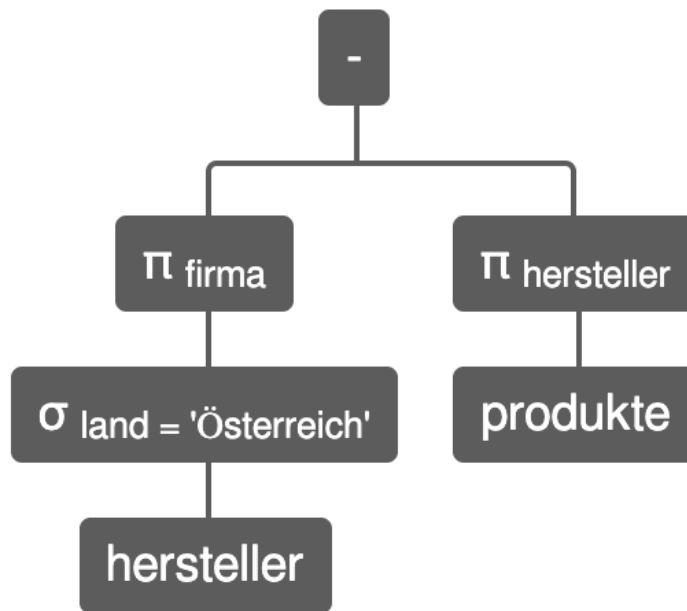 -
π firma
π hersteller
σ land = 'Österreich'
produkte
hersteller